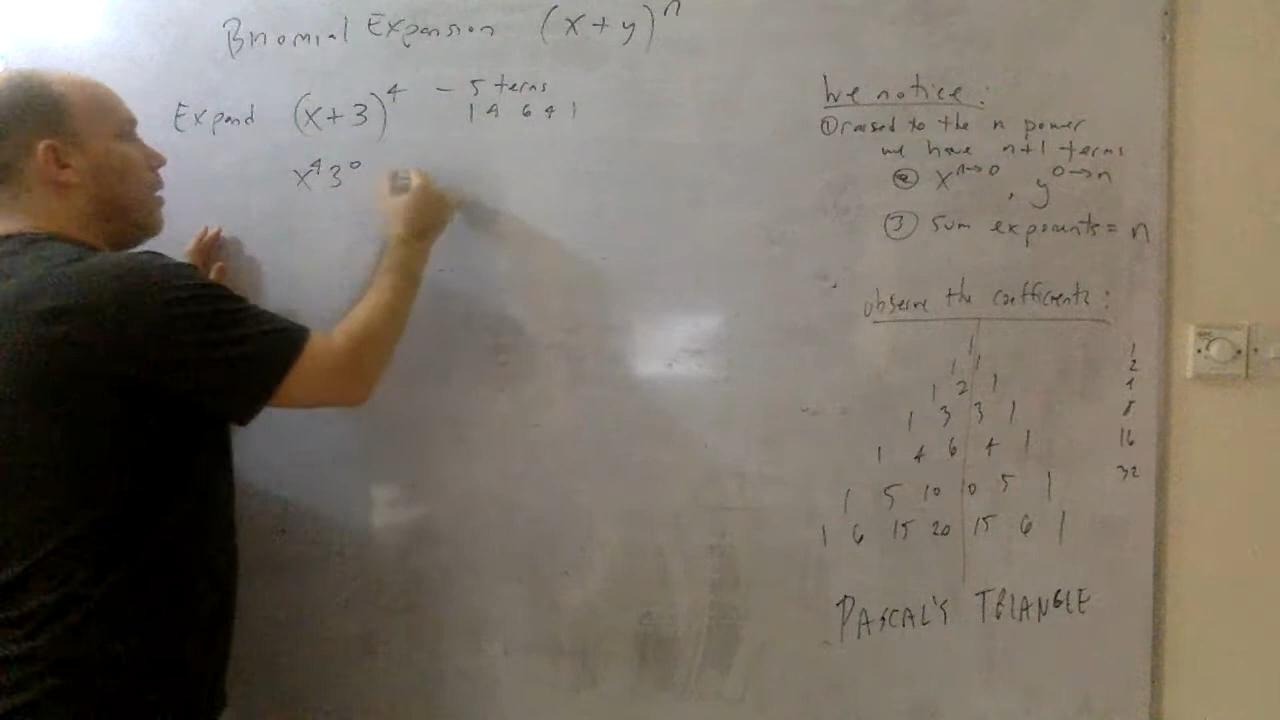 Binomial Expansion (x+y)^n
Expand (x+3)^4 - 5 terms
1 4 6 4 1
x^4 3^0
We notice:
① raised to the n power
we have n+1 terms
② x^n→0 , y^0→n
③ sum exponents = n
observe the coefficients:
1
1 1
1 2 1
1 3 3 1
1 4 6 4 1
1 5 10 10 5 1
1 6 15 20 15 6 1
1
2
4
8
16
32
PASCAL'S TRIANGLE